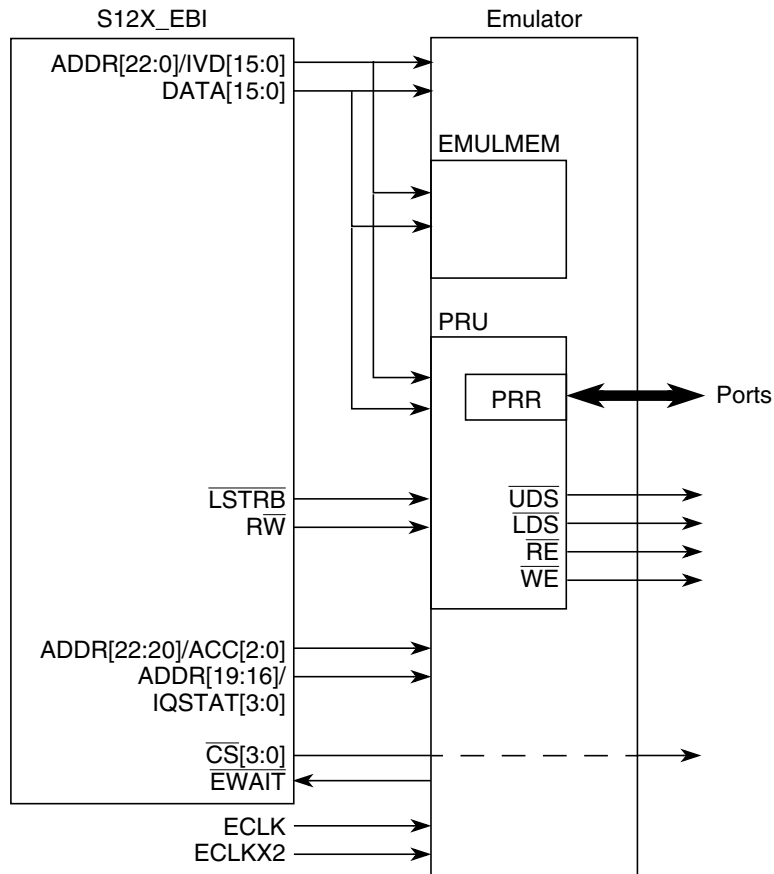 S12X_EBI
Emulator
ADDR[22:0]/IVD[15:0]
DATA[15:0]
EMULMEM
PRU
PRR
Ports
LSTRB
RW
UDS
LDS
RE
WE
ADDR[22:20]/ACC[2:0]
ADDR[19:16]/
IQSTAT[3:0]
CS[3:0]
EWAIT
ECLK
ECLKX2